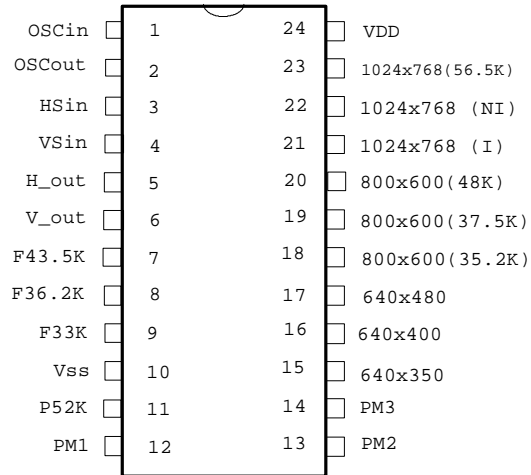 OSCin 1 24 VDD
OSCout 2 23 1024x768(56.5K)
HSin 3 22 1024x768 (NI)
VSin 4 21 1024x768 (I)
H_out 5 20 800x600(48K)
V_out 6 19 800x600(37.5K)
F43.5K 7 18 800x600(35.2K)
F36.2K 8 17 640x480
F33K 9 16 640x400
Vss 10 15 640x350
P52K 11 14 PM3
PM1 12 13 PM2